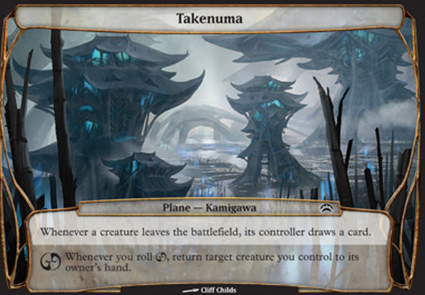 Takenuma
Plane — Kamigawa
Whenever a creature leaves the battlefield, its controller draws a card.
Whenever you roll , return target creature you control to its
owner's hand.
Cliff Childs